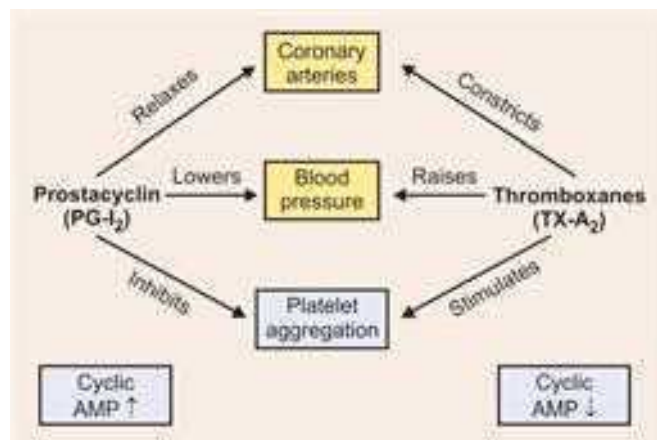 Coronary
arteries
Relaxes
Constricts
Prostacyclin
(PG-I₂)
Lowers
Blood
pressure
Raises
Thromboxanes
(TX-A₂)
Inhibits
Stimulates
Platelet
aggregation
Cyclic
AMP ↑
Cyclic
AMP ↓